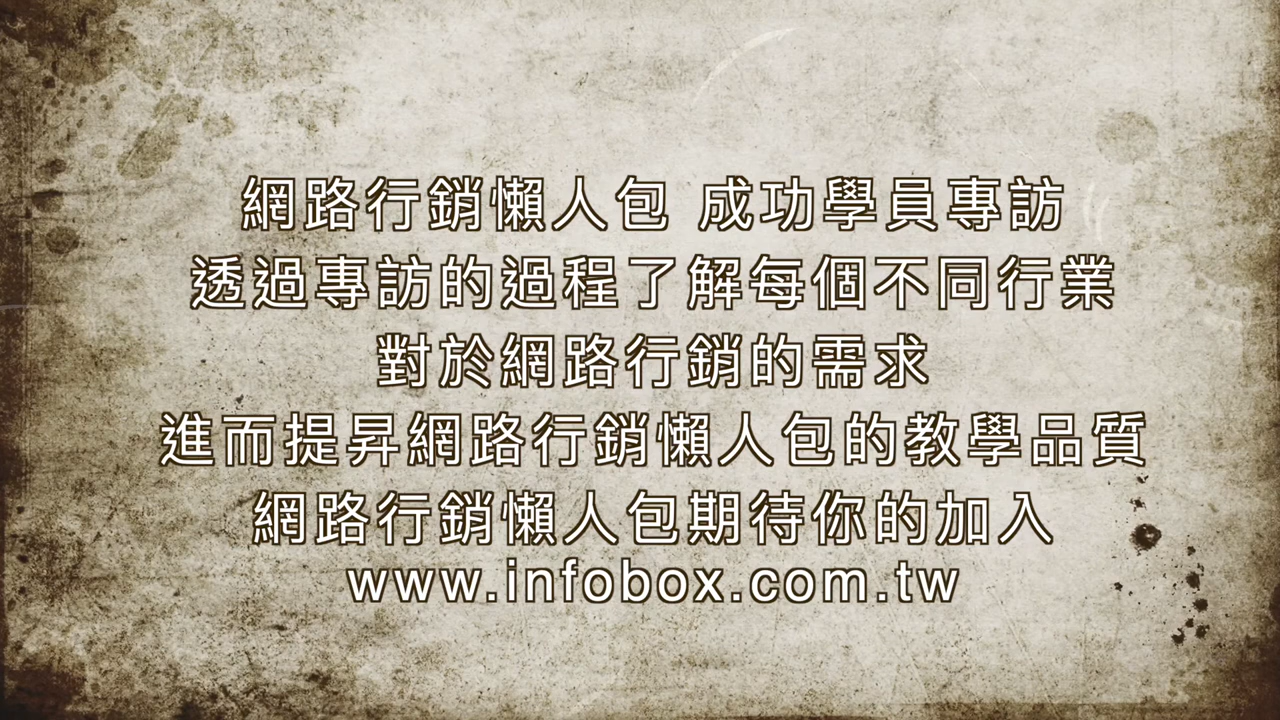 網路行銷懶人包 成功學員專訪
透過專訪的過程了解每個不同行業
對於網路行銷的需求
進而提昇網路行銷懶人包的教學品質
網路行銷懶人包期待你的加入
www.infobox.com.tw